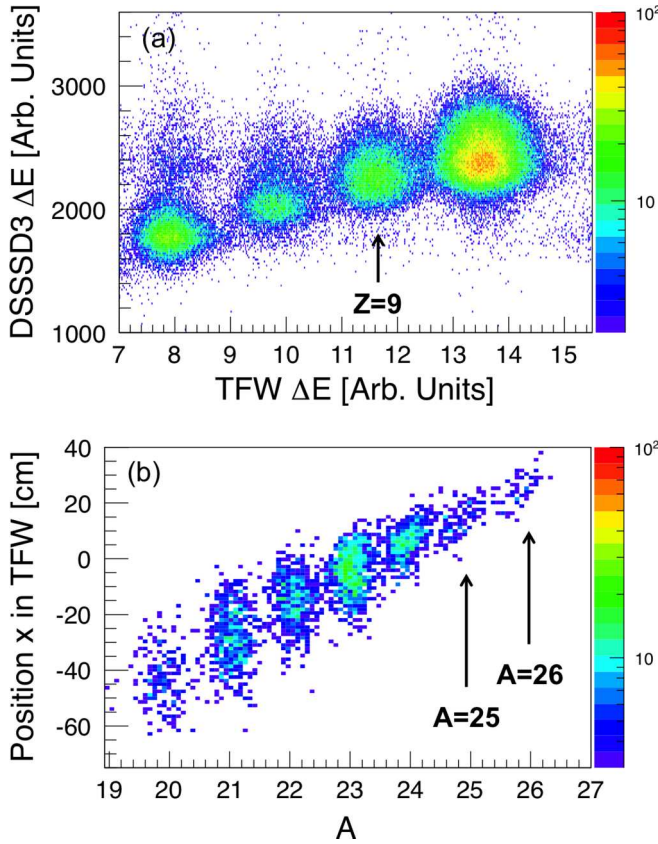 (a)
DSSSD3 ΔE [Arb. Units]
3000
2000
1000
10²
10
Z=9
7 8 9 10 11 12 13 14 15
TFW ΔE [Arb. Units]
(b)
Position x in TFW [cm]
40
20
0
-20
-40
-60
10²
10
A=26
A=25
19 20 21 22 23 24 25 26 27
A